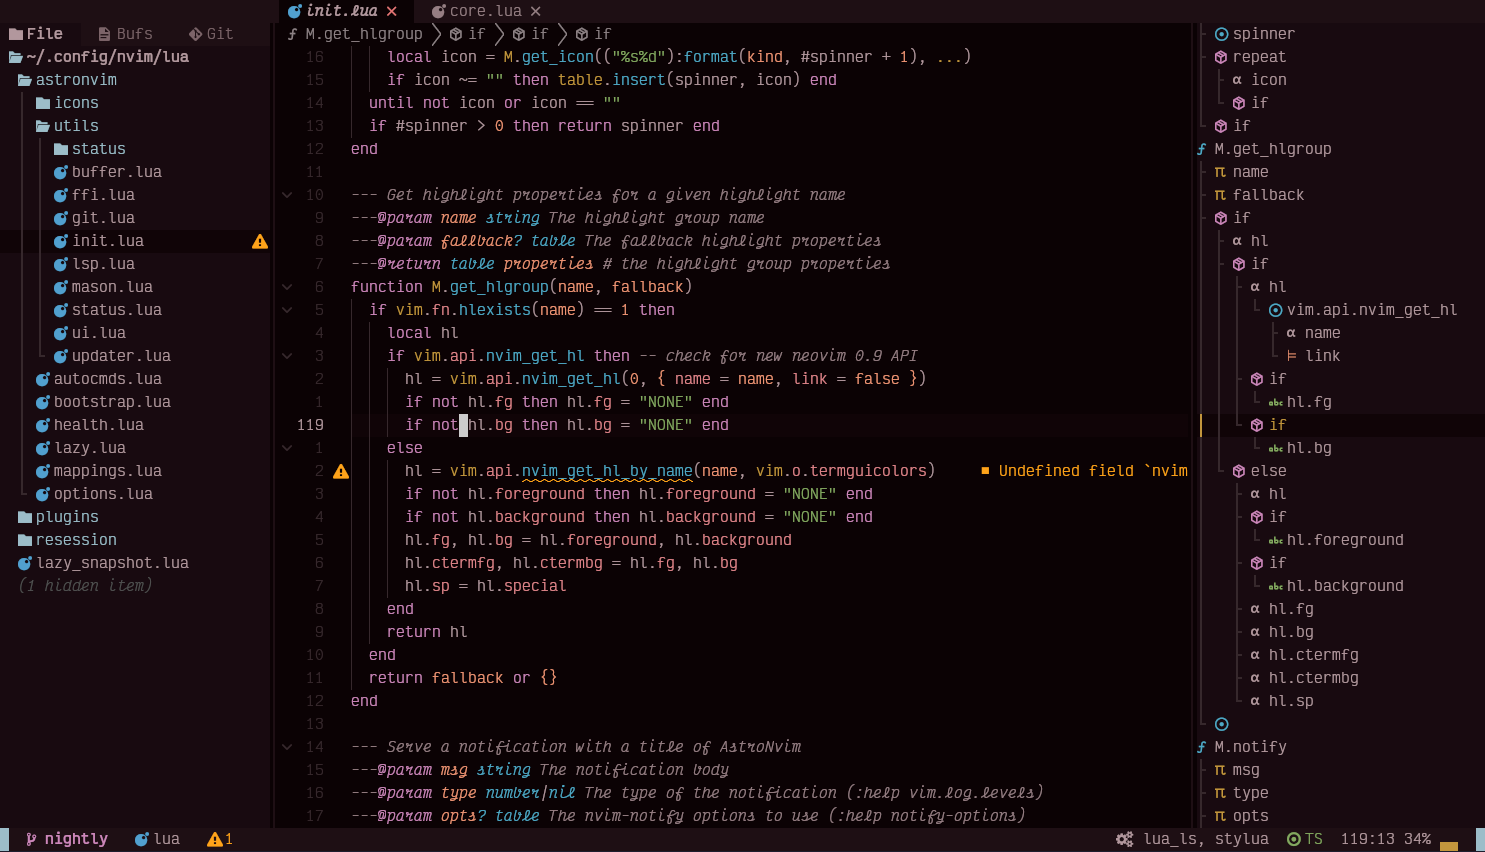 init.lua ✕ core.lua ✕
File Bufs Git
~/.config/nvim/lua
astronvim
icons
utils
status
buffer.lua
ffi.lua
git.lua
init.lua
lsp.lua
mason.lua
status.lua
ui.lua
updater.lua
autocmds.lua
bootstrap.lua
health.lua
lazy.lua
mappings.lua
options.lua
plugins
resession
lazy_snapshot.lua
(1 hidden item)
ƒ M.get_hlgroup > if > if > if
16 local icon = M.get_icon(("%s%d"):format(kind, #spinner + 1), ...)
15 if icon ~= "" then table.insert(spinner, icon) end
14 until not icon or icon == ""
13 if #spinner > 0 then return spinner end
12 end
11
10 --- Get highlight properties for a given highlight name
9 ---@param name string The highlight group name
8 ---@param fallback? table The fallback highlight properties
7 ---@return table properties # the highlight group properties
6 function M.get_hlgroup(name, fallback)
5 if vim.fn.hlexists(name) == 1 then
4 local hl
3 if vim.api.nvim_get_hl then -- check for new neovim 0.9 API
2 hl = vim.api.nvim_get_hl(0, { name = name, link = false })
1 if not hl.fg then hl.fg = "NONE" end
119 if not hl.bg then hl.bg = "NONE" end
1 else
2 hl = vim.api.nvim_get_hl_by_name(name, vim.o.termguicolors) ■ Undefined field `nvim
3 if not hl.foreground then hl.foreground = "NONE" end
4 if not hl.background then hl.background = "NONE" end
5 hl.fg, hl.bg = hl.foreground, hl.background
6 hl.ctermfg, hl.ctermbg = hl.fg, hl.bg
7 hl.sp = hl.special
8 end
9 return hl
10 end
11 return fallback or {}
12 end
13
14 --- Serve a notification with a title of AstroNvim
15 ---@param msg string The notification body
16 ---@param type number|nil The type of the notification (:help vim.log.levels)
17 ---@param opts? table The nvim-notify options to use (:help notify-options)
spinner
repeat
α icon
if
if
ƒ M.get_hlgroup
π name
π fallback
if
α hl
if
α hl
vim.api.nvim_get_hl
α name
link
if
abc hl.fg
if
abc hl.bg
else
α hl
if
abc hl.foreground
if
abc hl.background
α hl.fg
α hl.bg
α hl.ctermfg
α hl.ctermbg
α hl.sp
ƒ M.notify
π msg
π type
π opts
nightly lua 1 lua_ls, stylua TS 119:13 34%